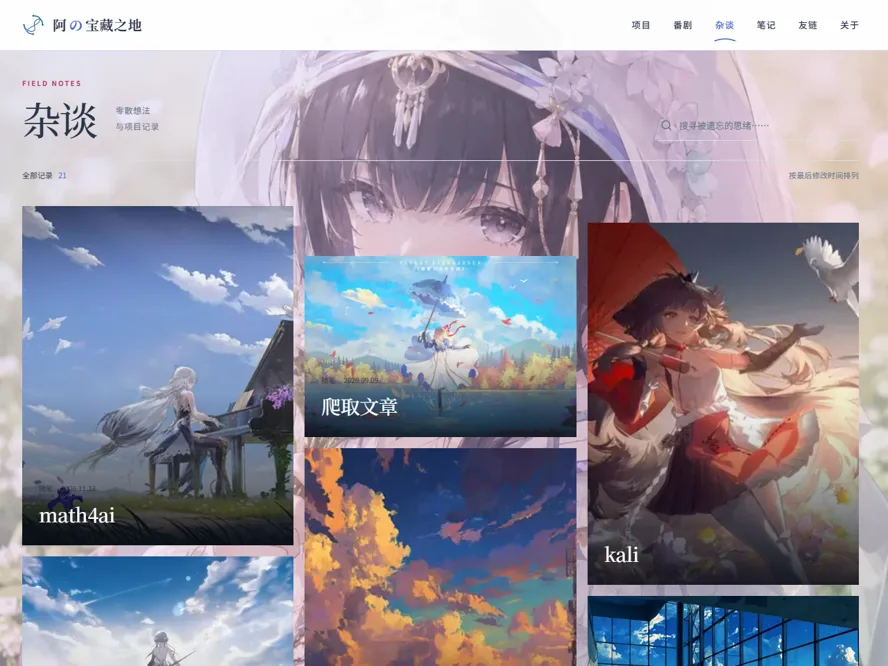 阿の宝藏之地
项目
番剧
杂谈
笔记
友链
关于
FIELD NOTES
杂谈
零散想法
与项目记录
搜寻被遗忘的思绪……
全部记录 21
按最后修改时间排列
爬取文章
math4ai
kali